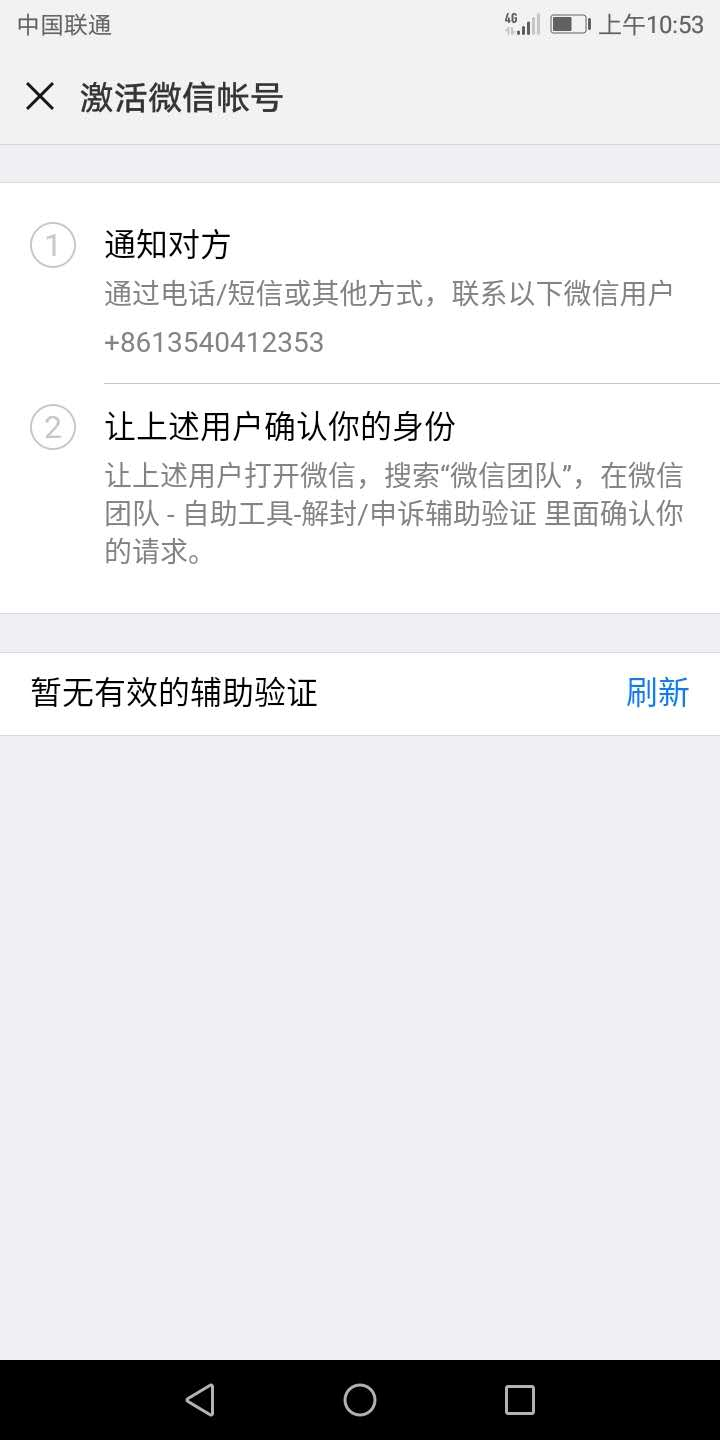 中国联通 4G 上午10:53
激活微信帐号
1 通知对方
通过电话/短信或其他方式，联系以下微信用户
+8613540412353
2 让上述用户确认你的身份
让上述用户打开微信，搜索“微信团队”，在微信
团队 - 自助工具-解封/申诉辅助验证 里面确认你
的请求。
暂无有效的辅助验证 刷新